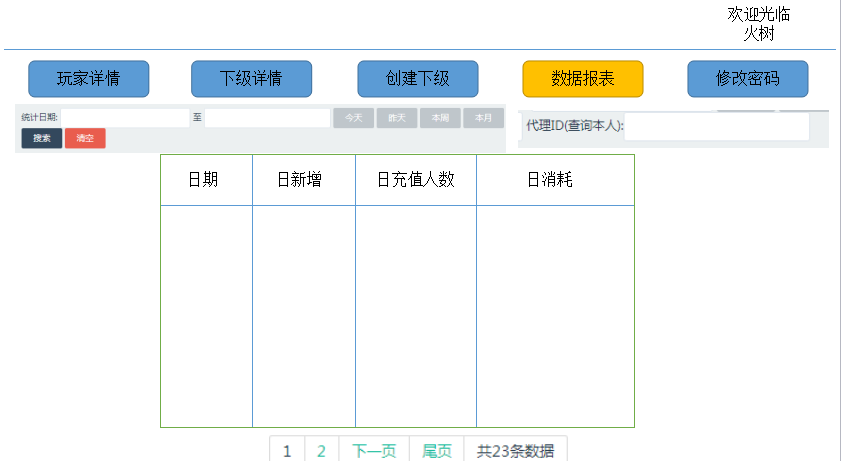 欢迎光临
火树
玩家详情 下级详情 创建下级 数据报表 修改密码
统计日期: 至 今天 昨天 本周 本月
代理ID(查询本人):
搜索 清空
日期 日新增 日充值人数 日消耗
1 2 下一页 尾页 共23条数据